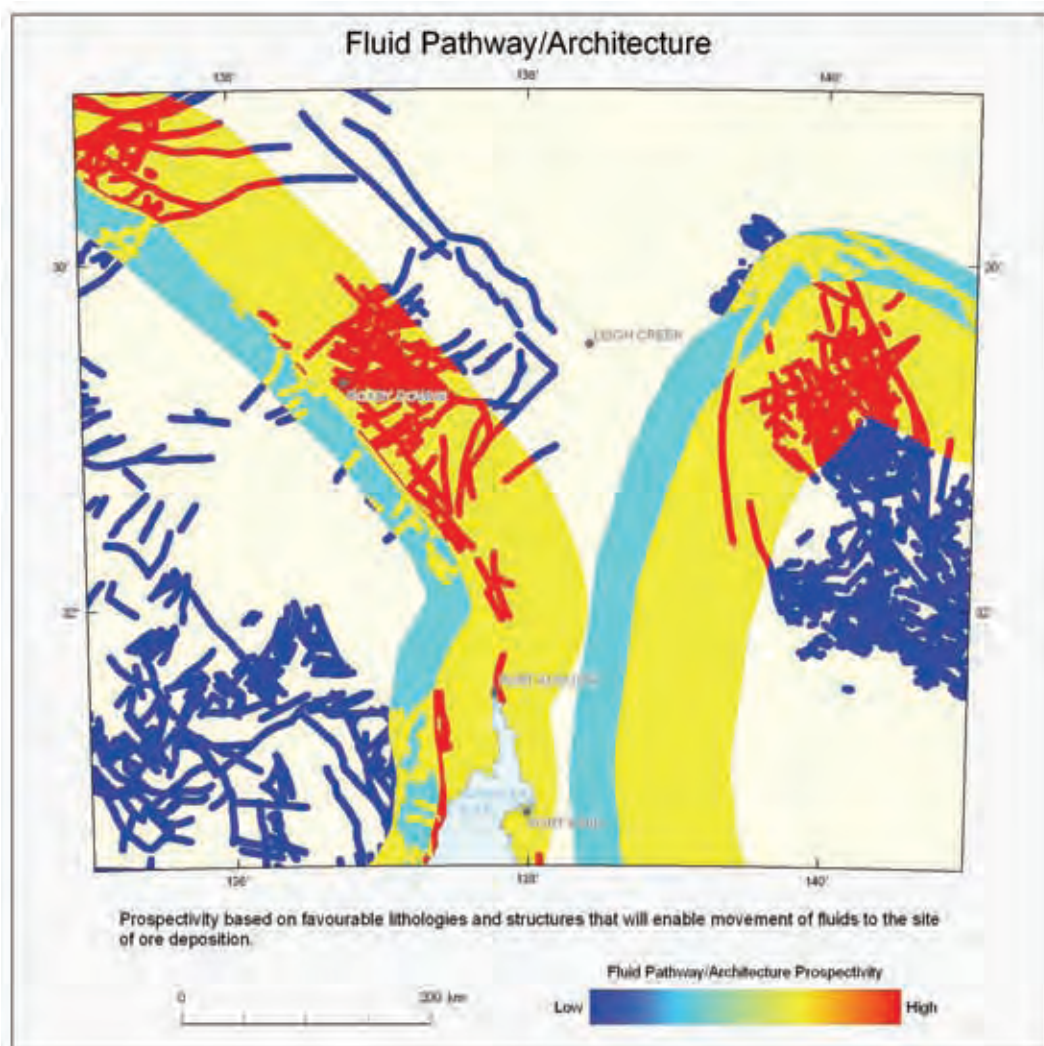 Fluid Pathway/Architecture
136°
138°
140°
30°
30°
LEIGH CREEK
PORT PIRIE
136°
138°
140°
Prospectivity based on favourable lithologies and structures that will enable movement of fluids to the site
of ore deposition.
Fluid Pathway/Architecture Prospectivity
0
200 km
Low
High